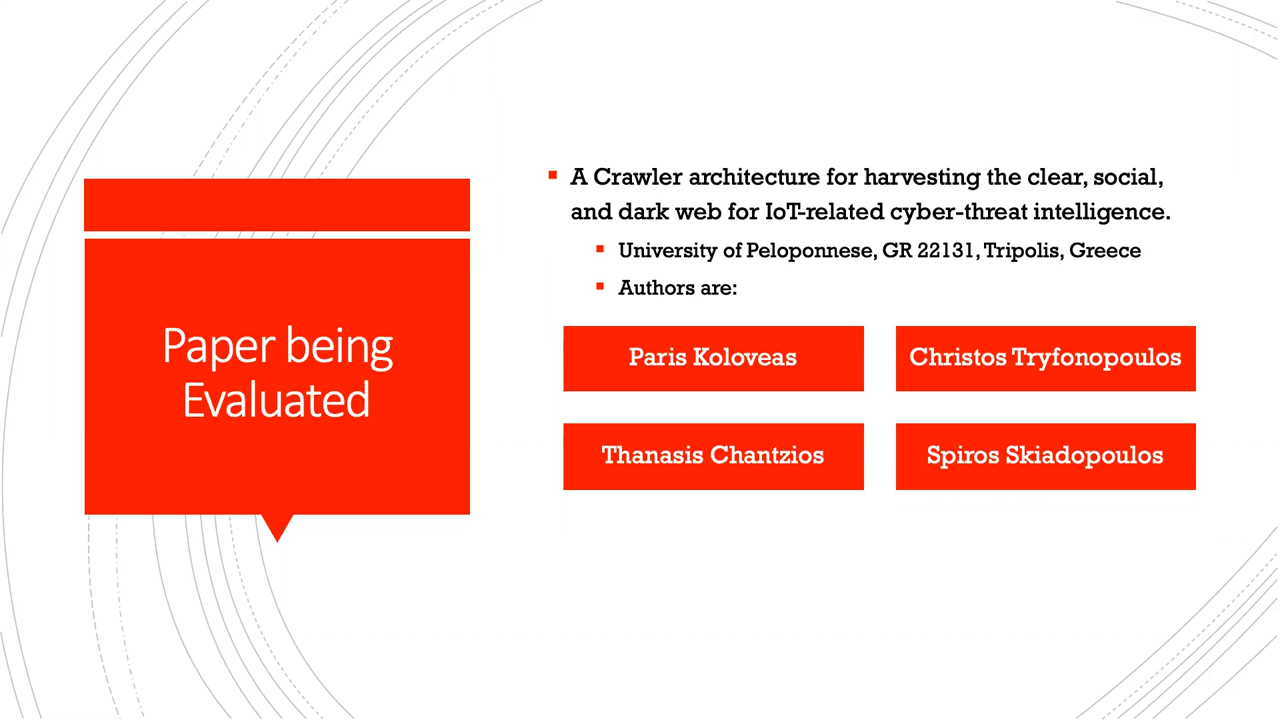 Paper being
Evaluated
A Crawler architecture for harvesting the clear, social,
and dark web for IoT-related cyber-threat intelligence.
University of Peloponnese, GR 22131, Tripolis, Greece
Authors are:
Paris Koloveas
Christos Tryfonopoulos
Thanasis Chantzios
Spiros Skiadopoulos